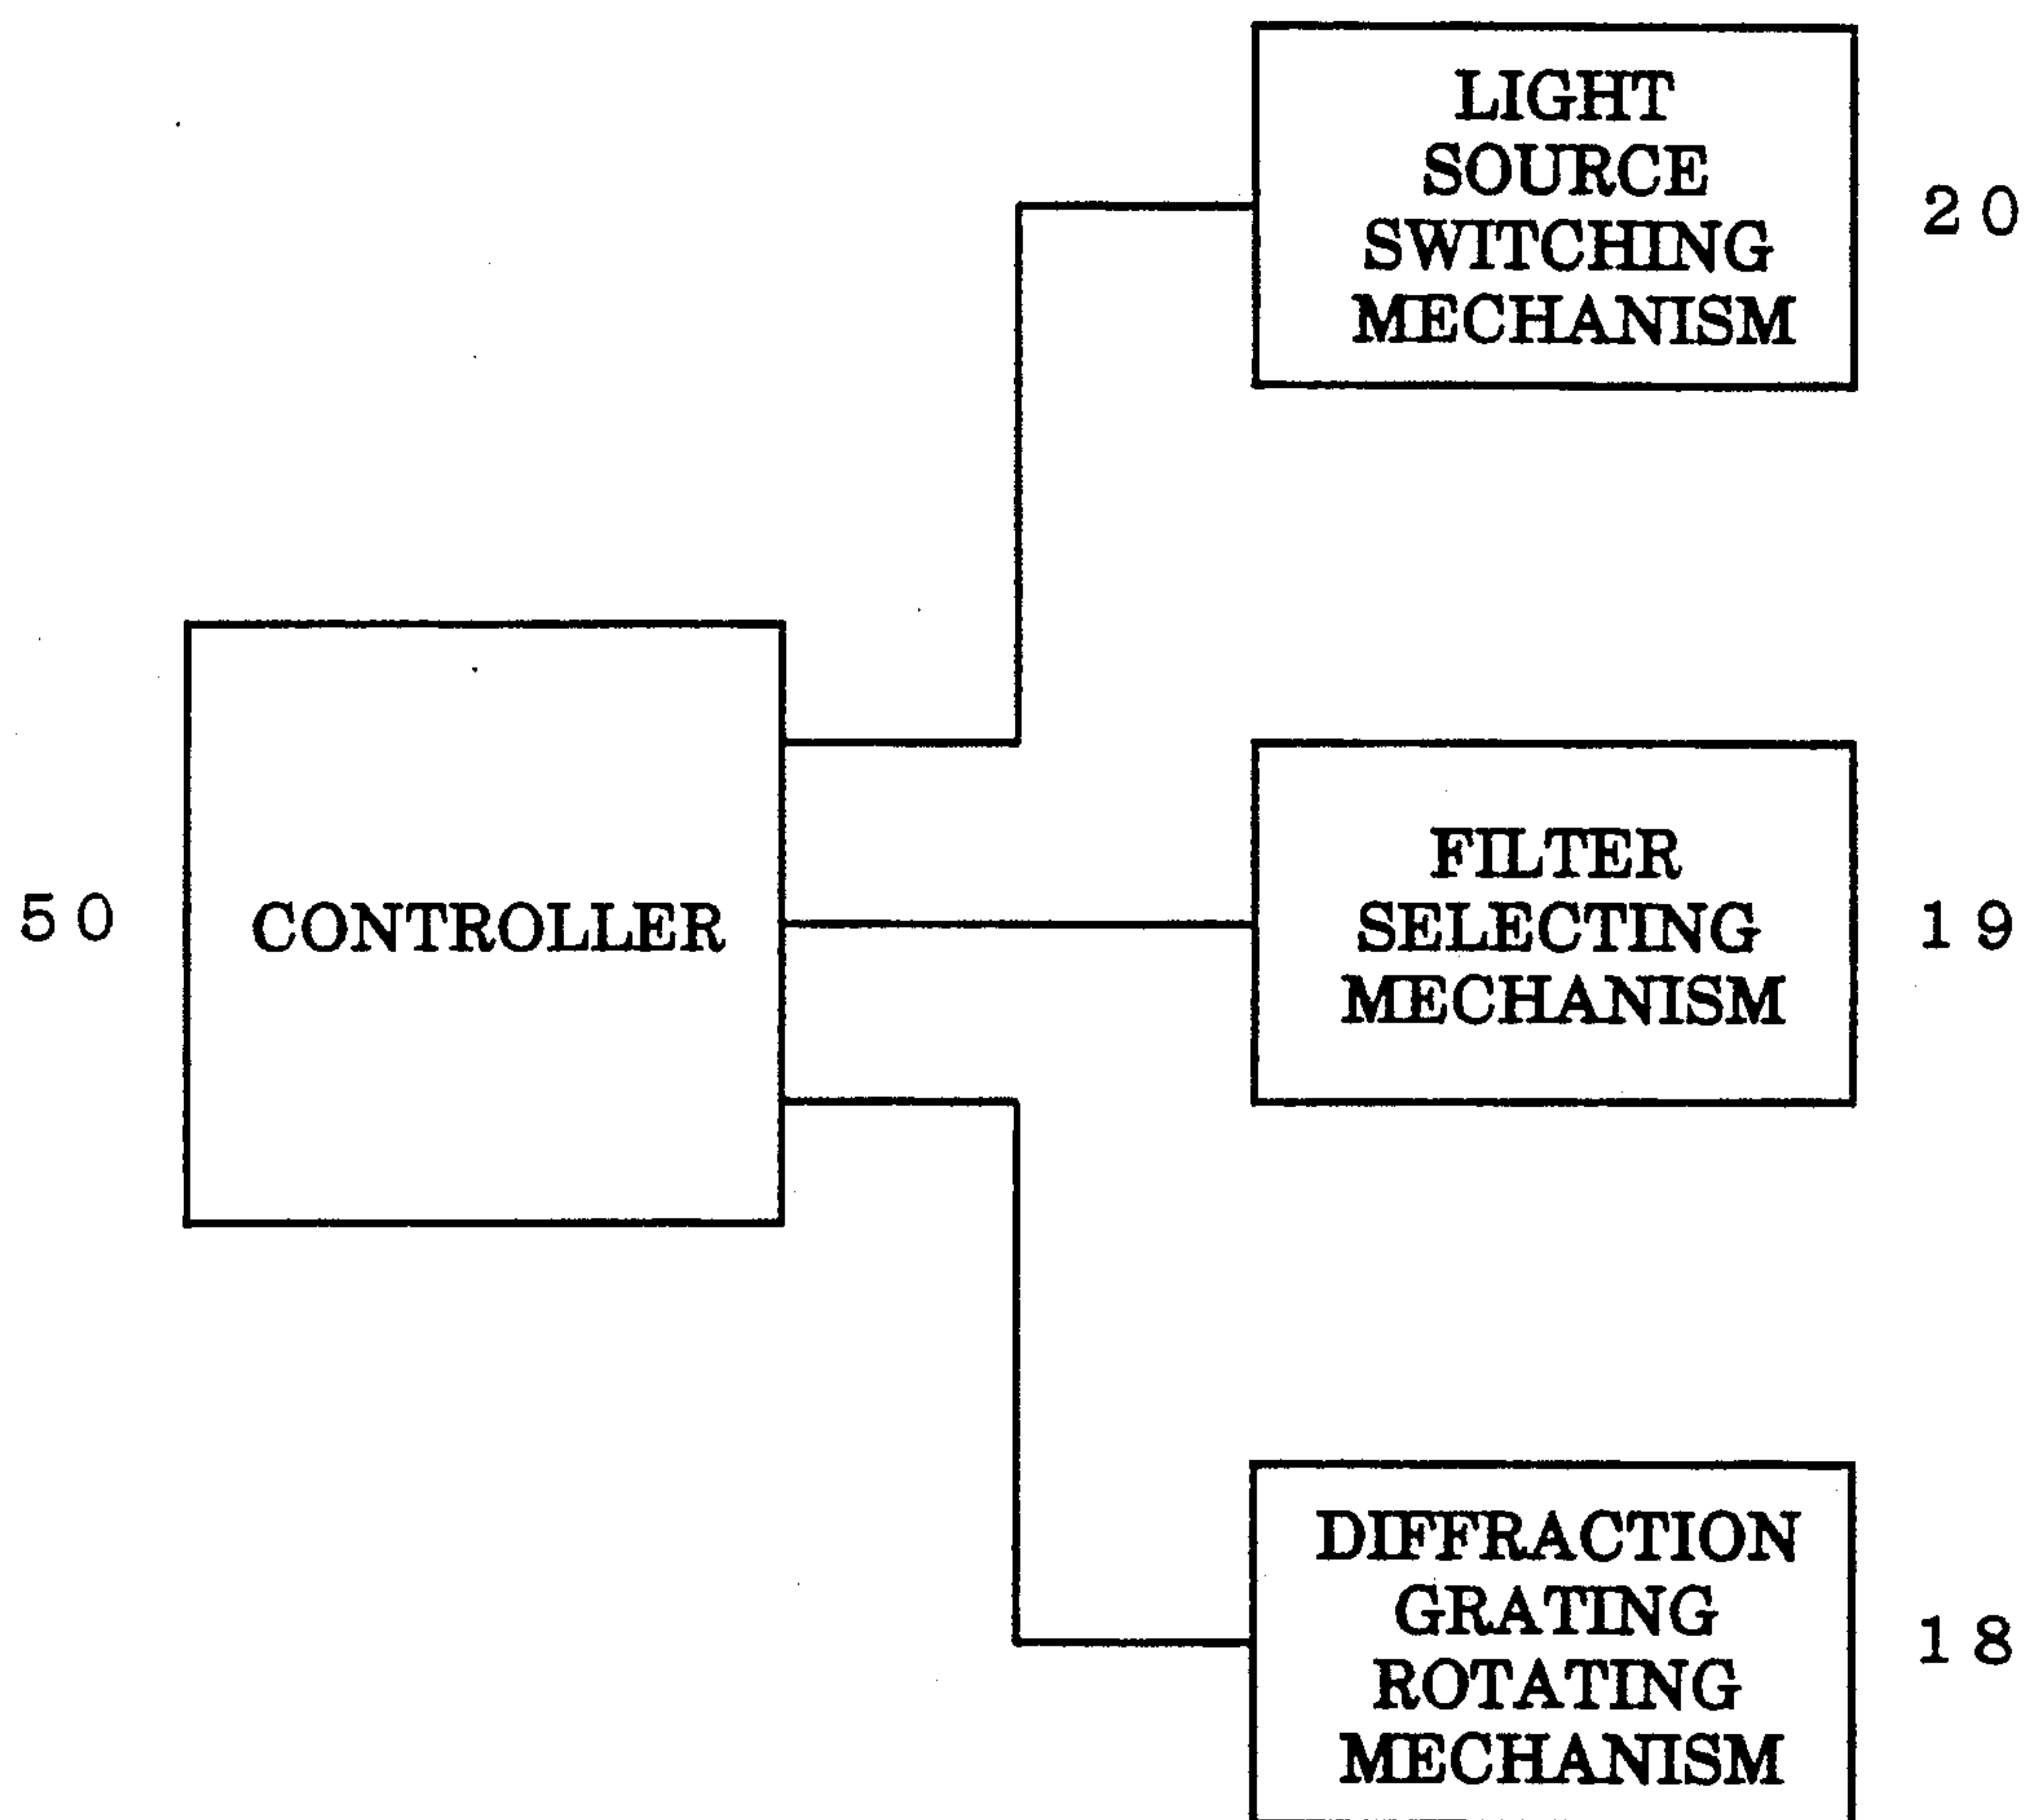 LIGHT
SOURCE
SWITCHING
MECHANISM
20
50
CONTROLLER
FILTER
SELECTING
MECHANISM
19
DIFFRACTION
GRATING
ROTATING
MECHANISM
18